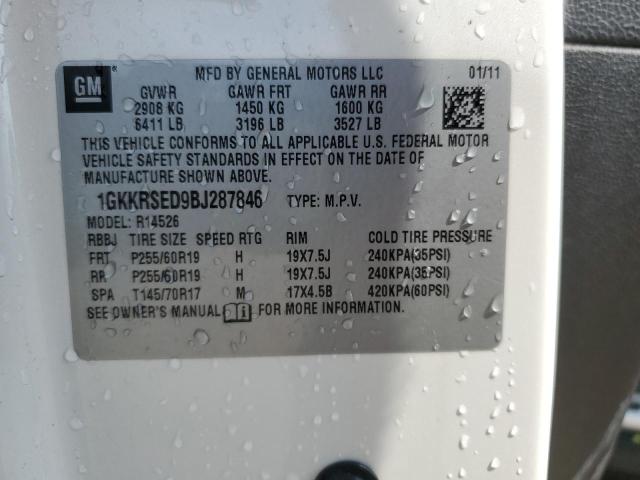 GM
MFD BY GENERAL MOTORS LLC 01/11
GVWR GAWR FRT GAWR RR
2908 KG 1450 KG 1600 KG
6411 LB 3196 LB 3527 LB
THIS VEHICLE CONFORMS TO ALL APPLICABLE U.S. FEDERAL MOTOR
VEHICLE SAFETY STANDARDS IN EFFECT ON THE DATE OF
MANUFACTURE SHOWN ABOVE.
1GKKRSED9BJ287846 TYPE: M.P.V.
MODEL: R14526
RBBJ TIRE SIZE SPEED RTG RIM COLD TIRE PRESSURE
FRT P255/60R19 H 19X7.5J 240KPA(35PSI)
RR P255/60R19 H 19X7.5J 240KPA(35PSI)
SPA T145/70R17 M 17X4.5B 420KPA(60PSI)
SEE OWNER'S MANUAL FOR MORE INFORMATION.